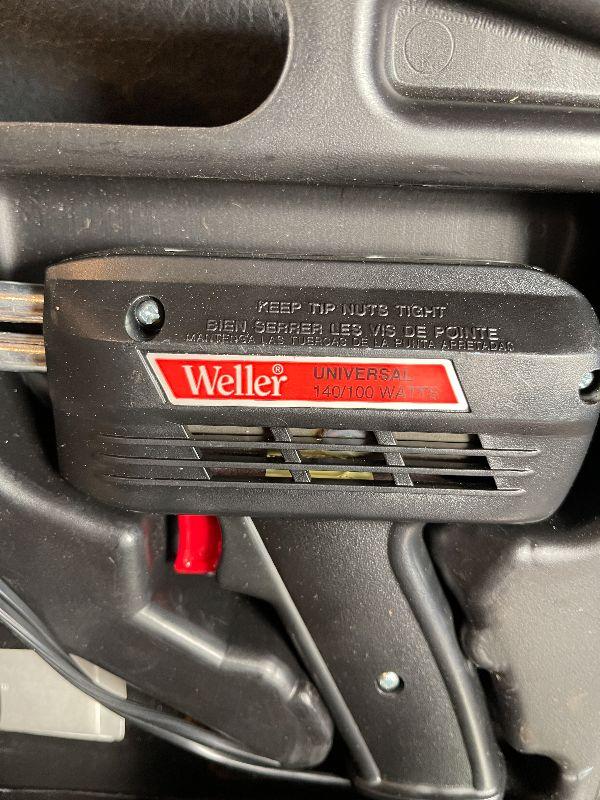 KEEP TIP NUTS TIGHT
BIEN SERRER LES VIS DE POINTE
MANTENGA LAS TUERCAS DE LA PUNTA APRETADAS
Weller® UNIVERSAL
140/100 WATTS